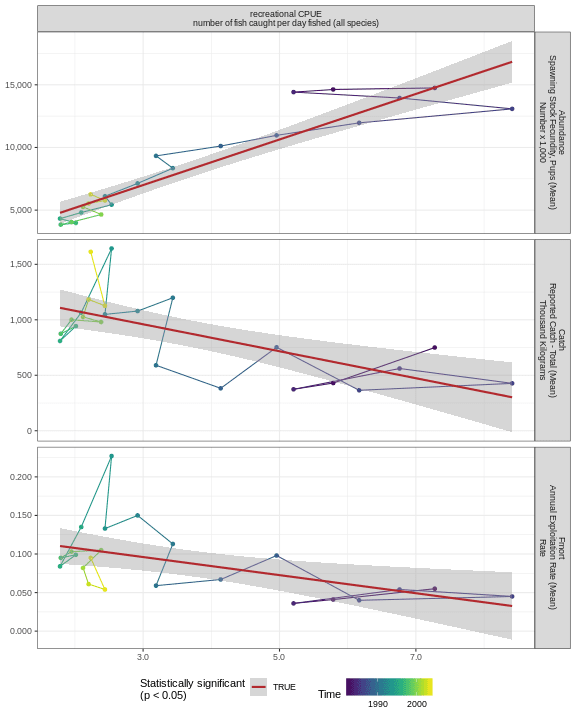 recreational CPUE
number of fish caught per day fished (all species)
15,000
10,000
5,000
Abundance
Spawning Stock Fecundity, Pups (Mean)
Number x 1,000
1,500
1,000
500
0
Catch
Reported Catch - Total (Mean)
Thousand Kilograms
0.200
0.150
0.100
0.050
0.000
Fmort
Annual Exploitation Rate (Mean)
Rate
3.0
5.0
7.0
Statistically significant
(p < 0.05)
TRUE
Time
1990
2000